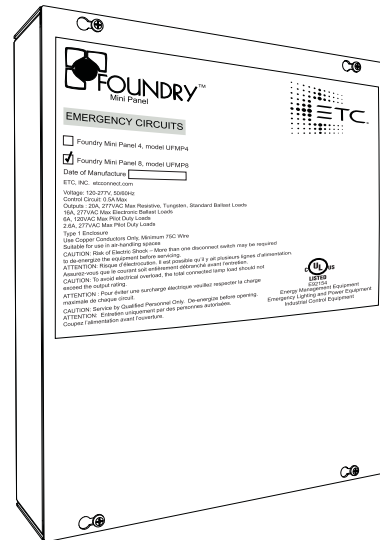 FOUNDRY™
Mini Panel
ETC®
EMERGENCY CIRCUITS
Foundry Mini Panel 4, model UFMP4
Foundry Mini Panel 8, model UFMP8
Date of Manufacture
ETC, INC. etcconnect.com
Voltage: 120-277V, 50/60Hz
Control Circuit: 0.5A Max
Outputs : 20A, 277VAC Max Resistive, Tungsten, Standard Ballast Loads
16A, 277VAC Max Electronic Ballast Loads
6A, 120VAC Max Pilot Duty Loads
2.6A, 277VAC Max Pilot Duty Loads
Type 1 Enclosure
Use Copper Conductors Only, Minimum 75C Wire
Suitable for use in air-handling spaces
CAUTION: Risk of Electric Shock – More than one disconnect switch may be required
to de-energize the equipment before servicing.
ATTENTION: Risque d'électrocution. Il est possible qu'il y ait plusieurs lignes d'alimentation.
Assurez-vous que le courant soit entièrement débranché avant l'entretien.
CAUTION: To avoid electrical overload, the total connected lamp load should not
exceed the output rating.
ATTENTION : Pour éviter une surcharge électrique veuillez respecter la charge
maximale de chaque circuit.
CAUTION: Service by Qualified Personnel Only. De-energize before opening.
ATTENTION: Entretien uniquement par des personnes autorisées.
Coupez l'alimentation avant l'ouverture.
c UL us
LISTED
E92154
Energy Management Equipment
Emergency Lighting and Power Equipment
Industrial Control Equipment